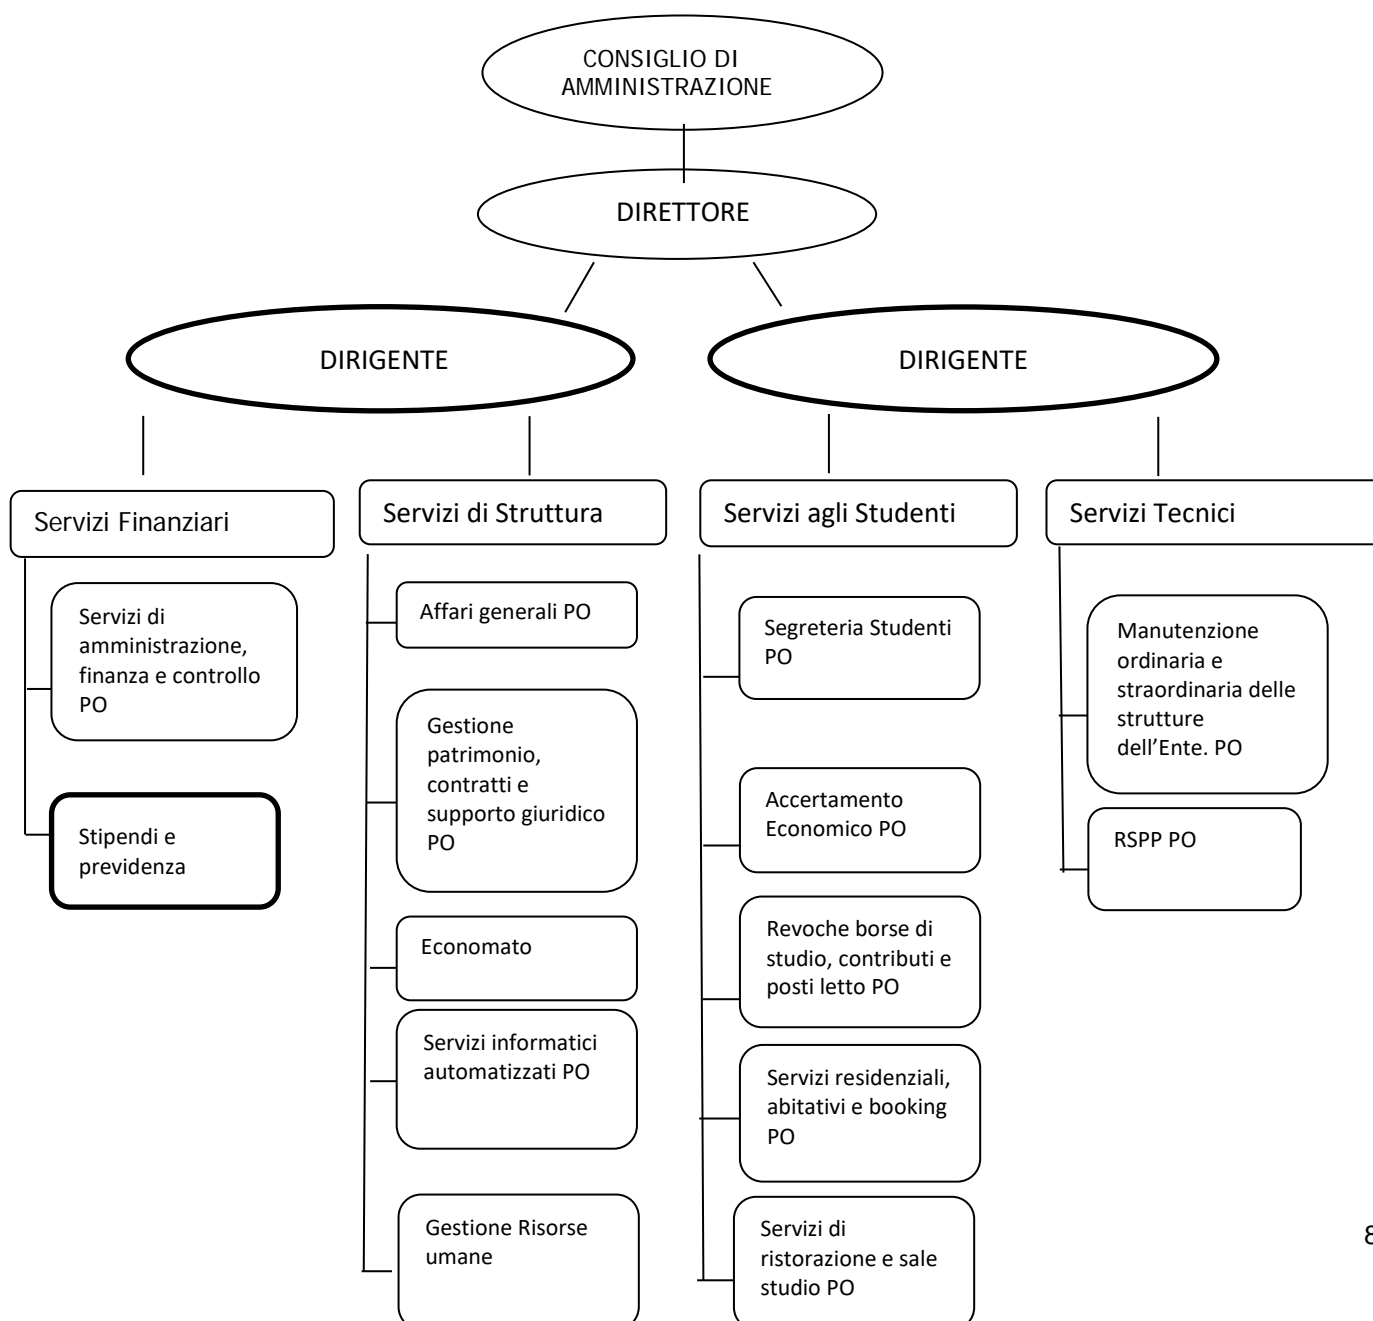 CONSIGLIO DI
AMMINISTRAZIONE
DIRETTORE
DIRIGENTE
DIRIGENTE
Servizi Finanziari
Servizi di
amministrazione,
finanza e controllo
PO
Stipendi e
previdenza
Servizi di Struttura
Affari generali PO
Gestione
patrimonio,
contratti e
supporto giuridico
PO
Economato
Servizi informatici
automatizzati PO
Gestione Risorse
umane
Servizi agli Studenti
Segreteria Studenti
PO
Accertamento
Economico PO
Revoche borse di
studio, contributi e
posti letto PO
Servizi residenziali,
abitativi e booking
PO
Servizi di
ristorazione e sale
studio PO
Servizi Tecnici
Manutenzione
ordinaria e
straordinaria delle
strutture
dell’Ente. PO
RSPP PO
8